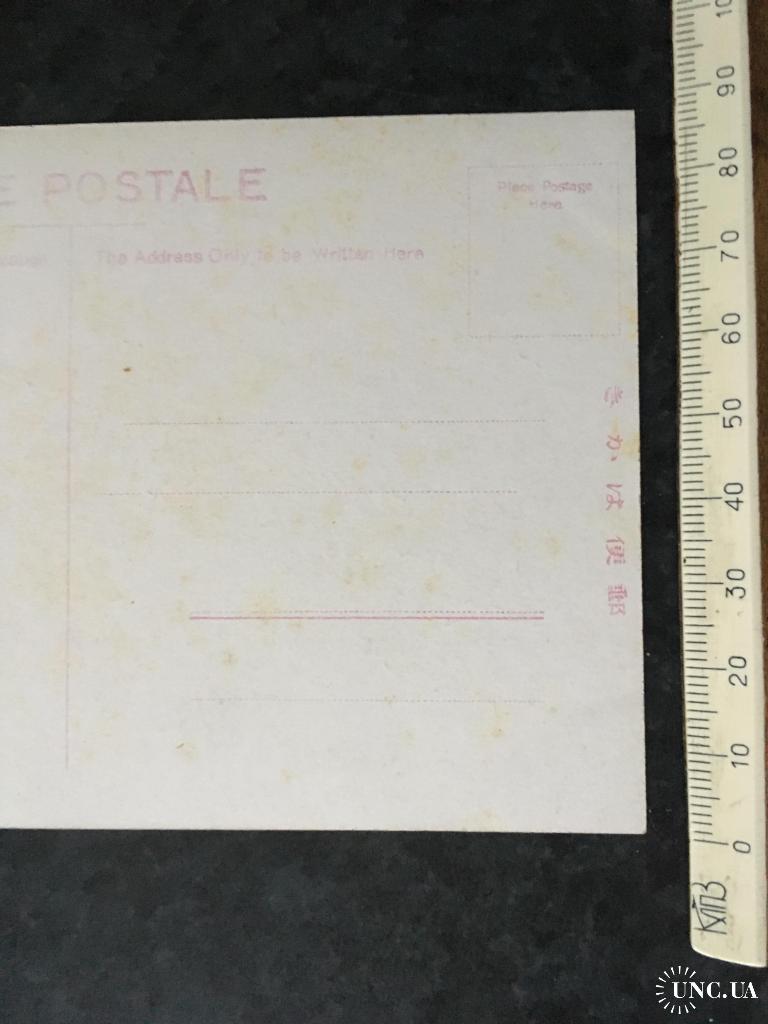 E POSTALE
Place Postage
Here
The Address Only to be Written Here
きかは便郵
100
90
80
70
60
50
40
30
20
10
0
UNC.UA